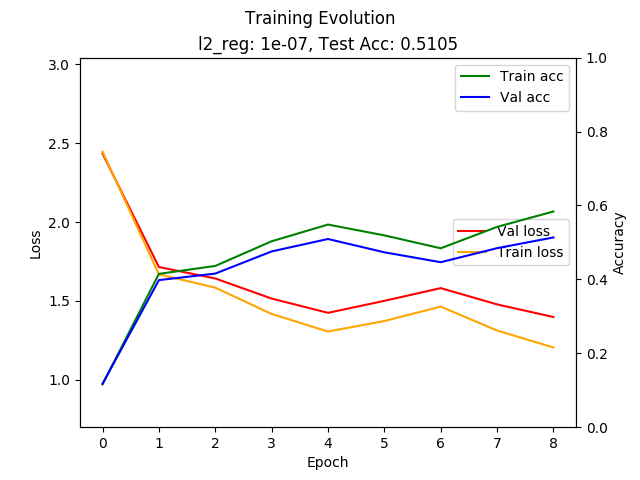 Training Evolution
l2_reg: 1e-07, Test Acc: 0.5105
3.0
2.5
2.0
1.5
1.0
Loss
1.0
0.8
0.6
0.4
0.2
0.0
Accuracy
Train acc
Val acc
Val loss
Train loss
0 1 2 3 4 5 6 7 8
Epoch